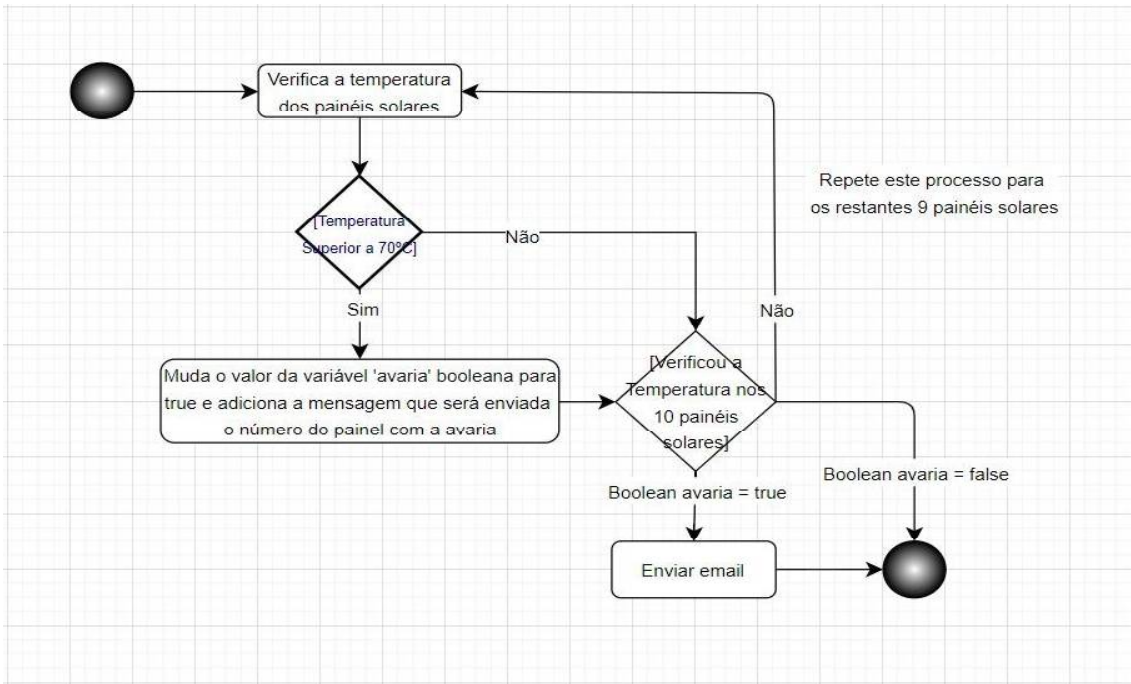 Verifica a temperatura
dos painéis solares
[Temperatura
Superior a 70ºC]
Não
Sim
Repete este processo para
os restantes 9 painéis solares
Não
Muda o valor da variável 'avaria' booleana para
true e adiciona a mensagem que será enviada
o número do painel com a avaria
[Verificou a
Temperatura nos
10 painéis
solares]
Boolean avaria = true
Boolean avaria = false
Enviar email